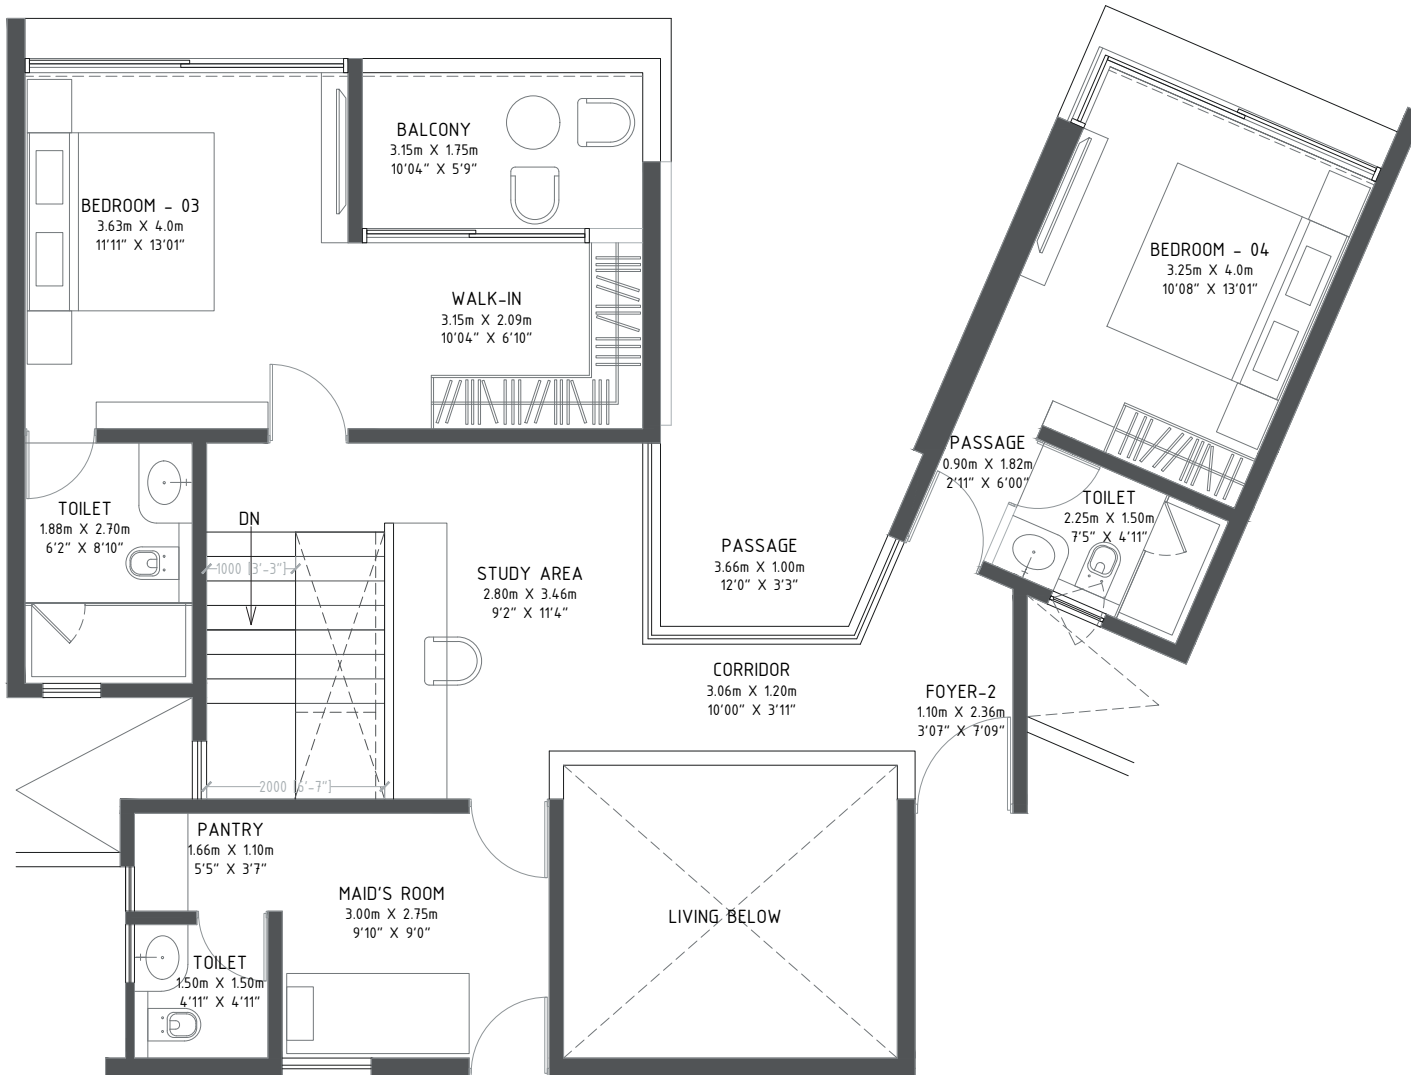 BALCONY
3.15m X 1.75m
10'04" X 5'9"
BEDROOM - 03
3.63m X 4.0m
11'11" X 13'01"
WALK-IN
3.15m X 2.09m
10'04" X 6'10"
BEDROOM - 04
3.25m X 4.0m
10'08" X 13'01"
PASSAGE
0.90m X 1.82m
2'11" X 6'00"
TOILET
2.25m X 1.50m
7'5" X 4'11"
TOILET
1.88m X 2.70m
6'2" X 8'10"
DN
1000 [3'-3"]
STUDY AREA
2.80m X 3.46m
9'2" X 11'4"
PASSAGE
3.66m X 1.00m
12'0" X 3'3"
CORRIDOR
3.06m X 1.20m
10'00" X 3'11"
FOYER-2
1.10m X 2.36m
3'07" X 7'09"
2000 [6'-7"]
PANTRY
1.66m X 1.10m
5'5" X 3'7"
MAID'S ROOM
3.00m X 2.75m
9'10" X 9'0"
LIVING BELOW
TOILET
1.50m X 1.50m
4'11" X 4'11"